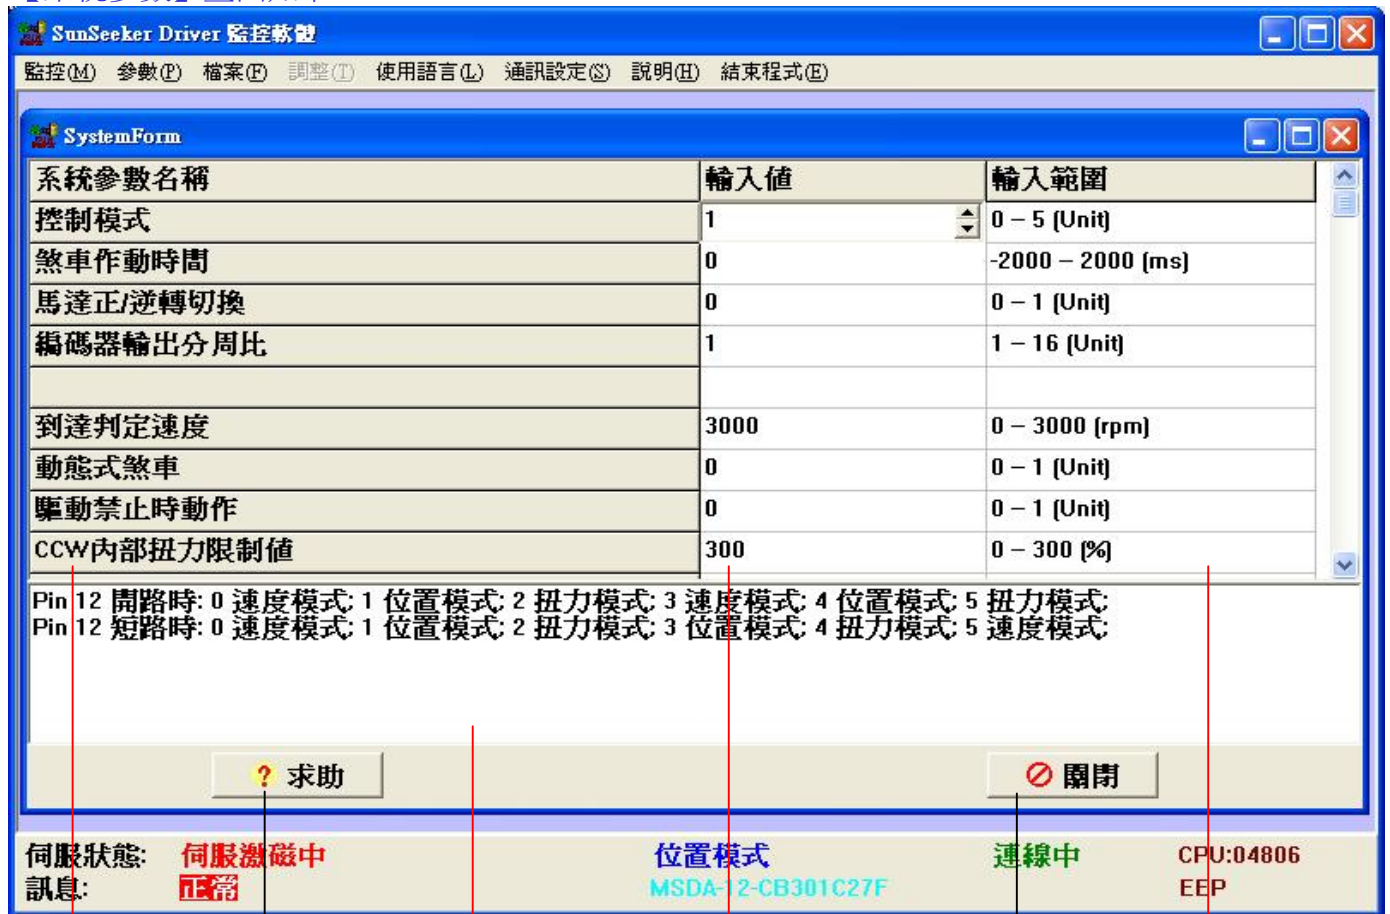 SunSeeker Driver 監控軟體
監控(M) 參數(P) 檔案(F) 調整(T) 使用語言(L) 通訊設定(S) 説明(H) 結束程式(E)
SystemForm
系統參數名稱 輸入値 輸入範圍
控制模式 1 0 – 5 (Unit)
煞車作動時間 0 -2000 – 2000 (ms)
馬達正/逆轉切換 0 0 – 1 (Unit)
編碼器輸出分周比 1 1 – 16 (Unit)
到達判定速度 3000 0 – 3000 (rpm)
動態式煞車 0 0 – 1 (Unit)
驅動禁止時動作 0 0 – 1 (Unit)
CCW内部扭力限制値 300 0 – 300 (%)
Pin 12 開路時: 0 速度模式; 1 位置模式; 2 扭力模式; 3 速度模式; 4 位置模式; 5 扭力模式;
Pin 12 短路時: 0 速度模式; 1 位置模式; 2 扭力模式; 3 位置模式; 4 扭力模式; 5 速度模式;
? 求助 關閉
伺服狀態: 伺服激磁中 位置模式 連線中 CPU:04806
訊息: 正常 MSDA-12-CB301C27F EEP